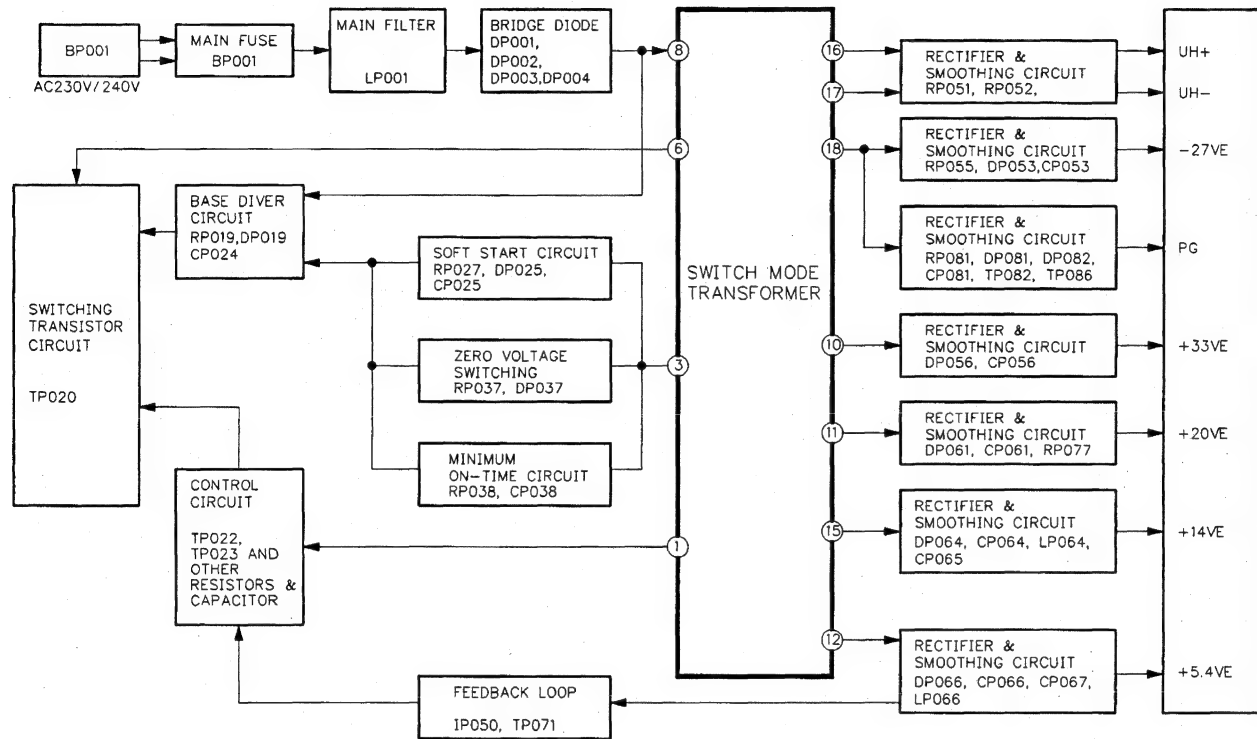 BP001
AC230V/240V
MAIN FUSE
BP001
MAIN FILTER
LP001
BRIDGE DIODE
DP001,
DP002,
DP003,DP004
8
6
3
1
SWITCH MODE
TRANSFORMER
16
17
18
10
11
15
12
RECTIFIER &
SMOOTHING CIRCUIT
RP051, RP052,
UH+
UH-
RECTIFIER &
SMOOTHING CIRCUIT
RP055, DP053,CP053
-27VE
RECTIFIER &
SMOOTHING CIRCUIT
RP081, DP081, DP082,
CP081, TP082, TP086
PG
RECTIFIER &
SMOOTHING CIRCUIT
DP056, CP056
+33VE
RECTIFIER &
SMOOTHING CIRCUIT
DP061, CP061, RP077
+20VE
RECTIFIER &
SMOOTHING CIRCUIT
DP064, CP064, LP064,
CP065
+14VE
RECTIFIER &
SMOOTHING CIRCUIT
DP066, CP066, CP067,
LP066
+5.4VE
SWITCHING
TRANSISTOR
CIRCUIT
TP020
BASE DIVER
CIRCUIT
RP019,DP019
CP024
SOFT START CIRCUIT
RP027, DP025,
CP025
ZERO VOLTAGE
SWITCHING
RP037, DP037
MINIMUM
ON-TIME CIRCUIT
RP038, CP038
CONTROL
CIRCUIT
TP022,
TP023 AND
OTHER
RESISTORS &
CAPACITOR
FEEDBACK LOOP
IP050, TP071